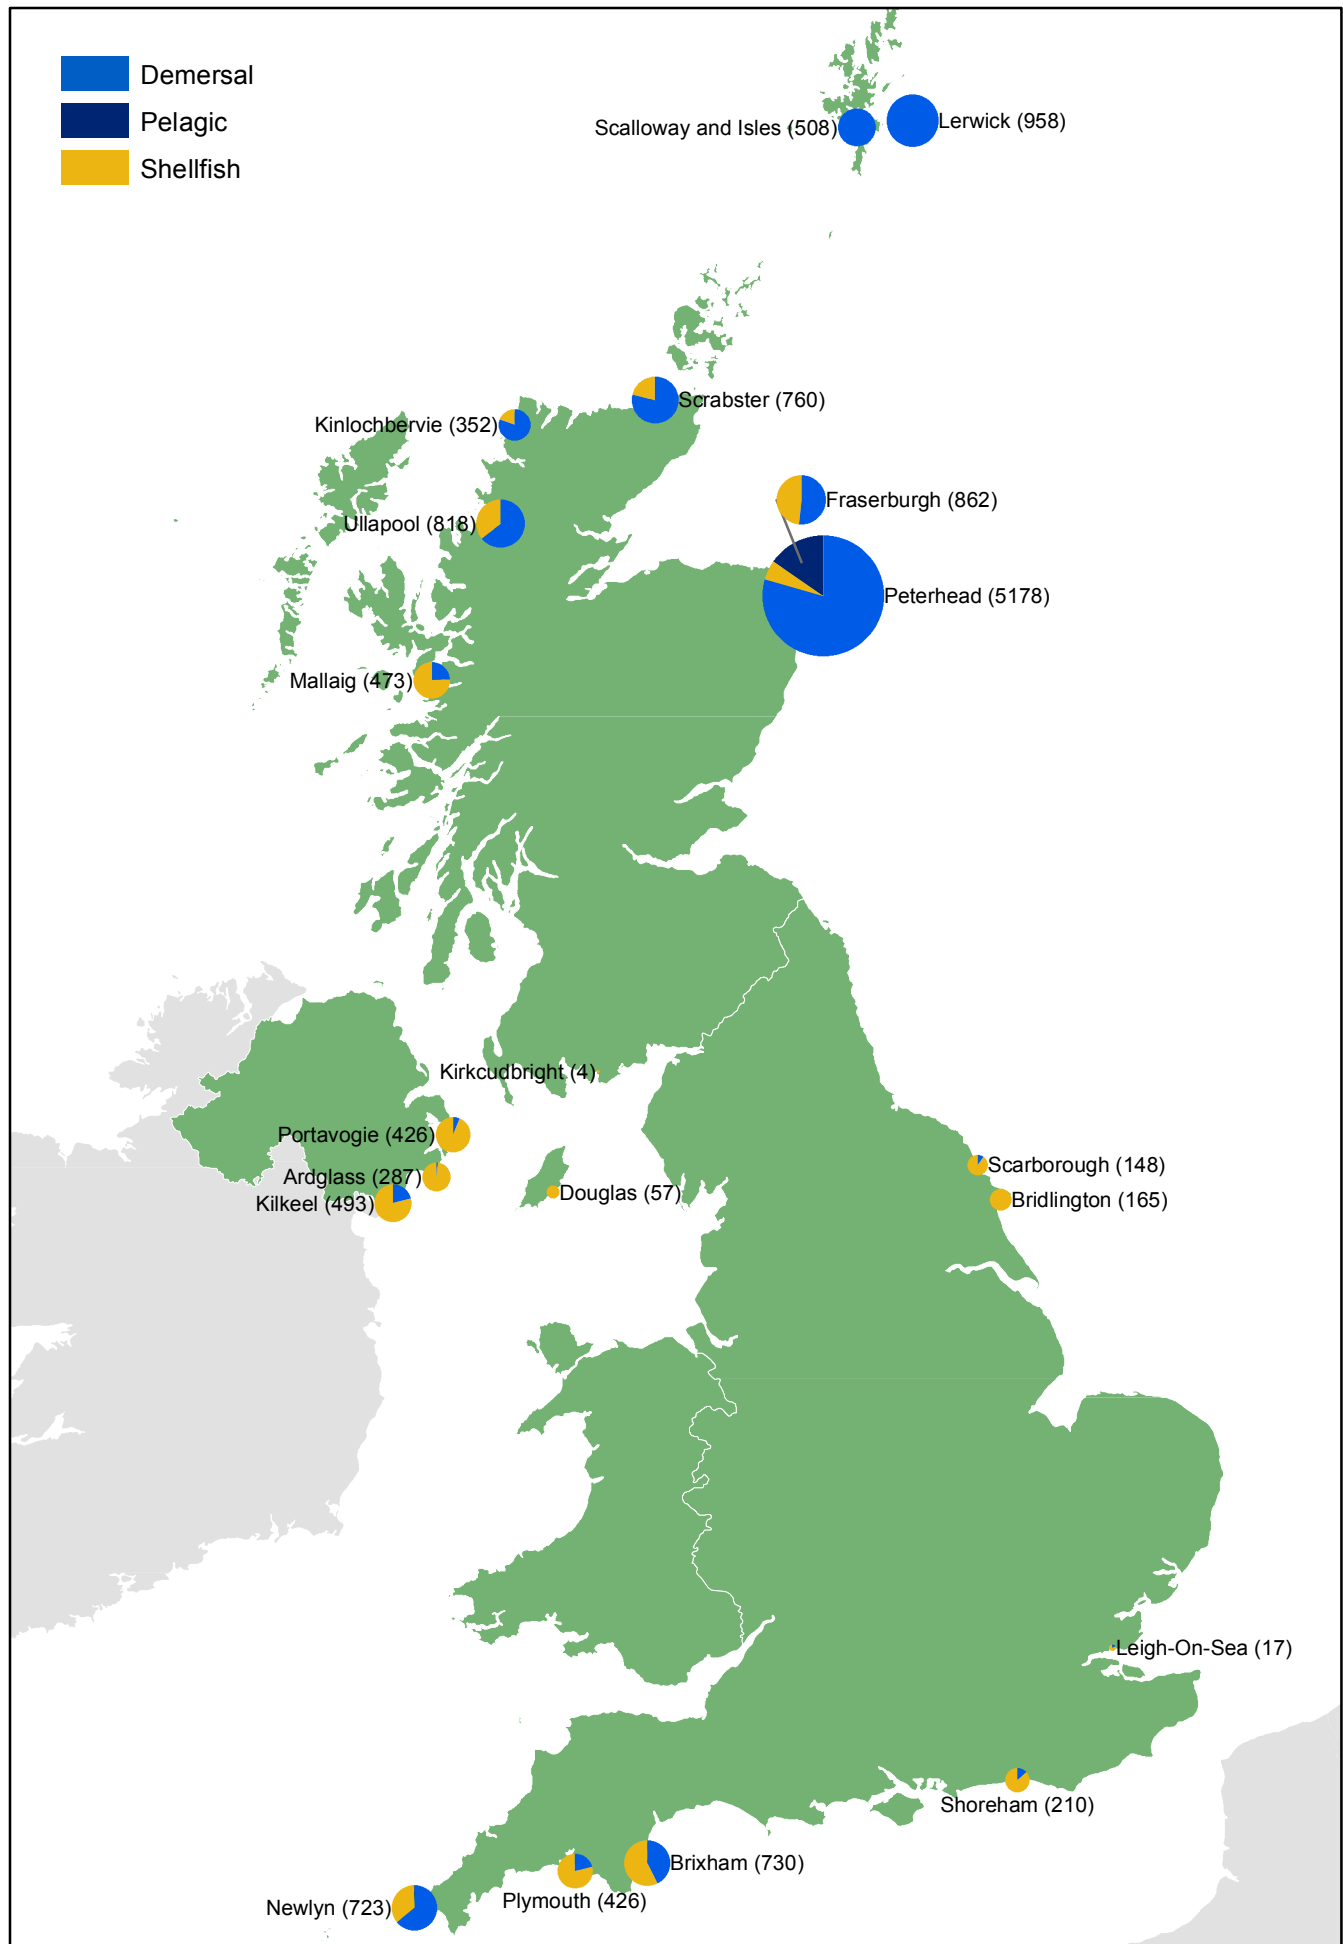 Demersal
Pelagic
Shellfish
Scalloway and Isles (508)
Lerwick (958)
Scrabster (760)
Kinlochbervie (352)
Fraserburgh (862)
Ullapool (818)
Peterhead (5178)
Mallaig (473)
Kirkcudbright (4)
Portavogie (426)
Scarborough (148)
Ardglass (287)
Douglas (57)
Bridlington (165)
Kilkeel (493)
Leigh-On-Sea (17)
Shoreham (210)
Brixham (730)
Plymouth (426)
Newlyn (723)